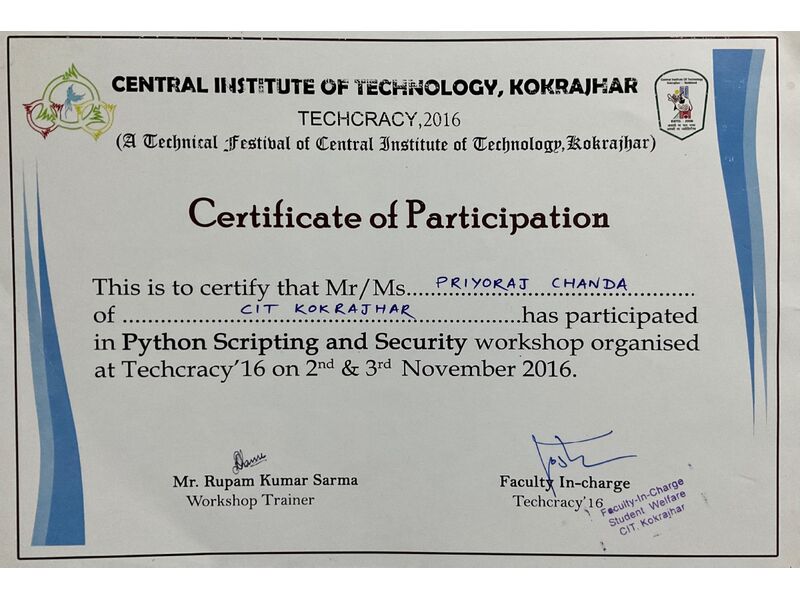 CENTRAL INSTITUTE OF TECHNOLOGY, KOKRAJHAR
TECHCRACY,2016
(A Technical Festival of Central Institute of Technology,Kokrajhar)
Certificate of Participation
This is to certify that Mr/Ms....PRIYORAJ CHANDA............
of ....................CIT KOKRAJHAR....................has participated
in Python Scripting and Security workshop organised
at Techcracy'16 on 2nd & 3rd November 2016.
Mr. Rupam Kumar Sarma
Workshop Trainer
Faculty In-charge
Techcracy'16
Faculty-In-Charge
Student Welfare
CIT. Kokrajhar